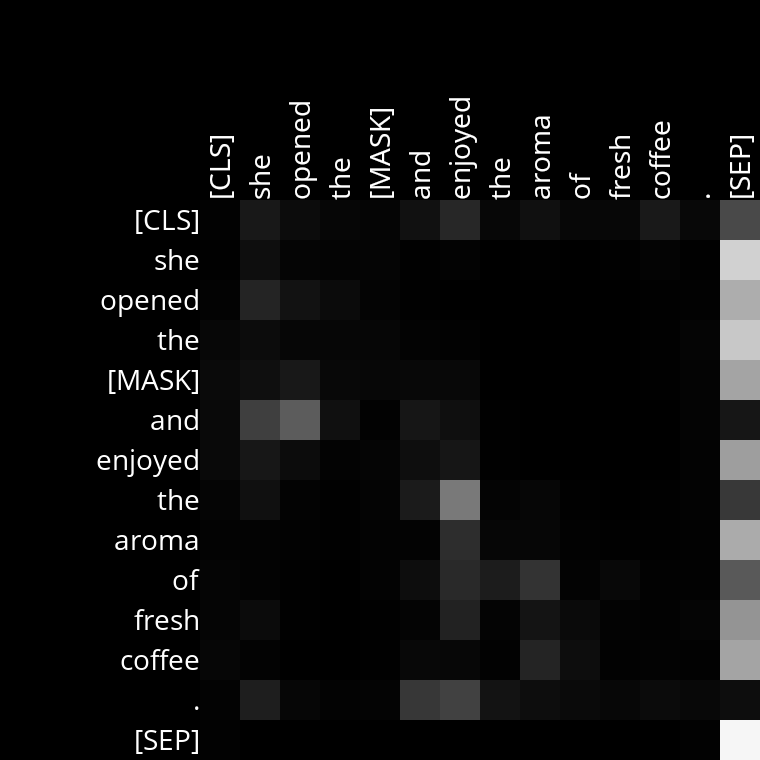 [CLS] she opened the [MASK] and enjoyed the aroma of fresh coffee . [SEP]
[CLS]
she
opened
the
[MASK]
and
enjoyed
the
aroma
of
fresh
coffee
.
[SEP]